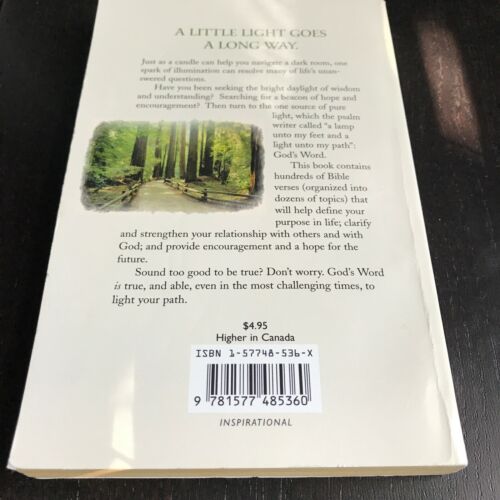 A LITTLE LIGHT GOES
A LONG WAY.
Just as a candle can help you navigate a dark room, one
spark of illumination can resolve many of life's unan-
swered questions.
Have you been seeking the bright daylight of wisdom
and understanding? Searching for a beacon of hope and
encouragement? Then turn to the one source of pure
light, which the psalm
writer called "a lamp
unto my feet and a
light unto my path":
God's Word.
This book contains
hundreds of Bible
verses (organized into
dozens of topics) that
will help define your
purpose in life; clarify
and strengthen your relationship with others and with
God; and provide encouragement and a hope for the
future.
Sound too good to be true? Don't worry. God's Word
is true, and able, even in the most challenging times, to
light your path.
$4.95
Higher in Canada
ISBN 1-57748-536-X
9 781577 485360
INSPIRATIONAL